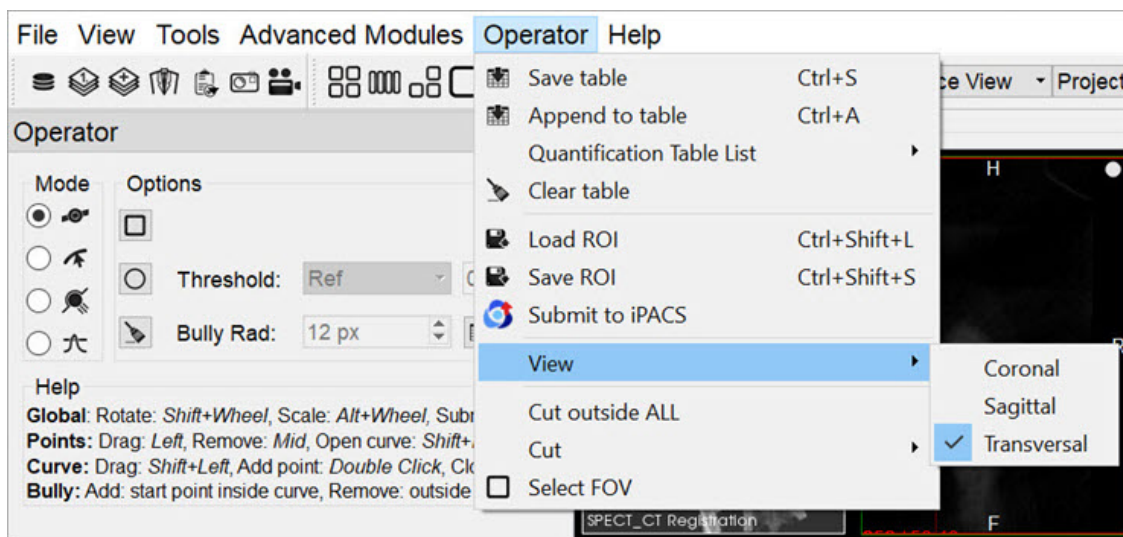 File View Tools Advanced Modules Operator Help
ce View Project
Operator
Mode
Options
Threshold: Ref
Bully Rad: 12 px
Help
Global: Rotate: Shift+Wheel, Scale: Alt+Wheel,
Points: Drag: Left, Remove: Mid, Open curve: Shift+
Curve: Drag: Shift+Left, Add point: Double Click,
Bully: Add: start point inside curve, Remove: outside
Save table Ctrl+S
Append to table Ctrl+A
Quantification Table List
Clear table
Load ROI Ctrl+Shift+L
Save ROI Ctrl+Shift+S
Submit to iPACS
View
Cut outside ALL
Cut
Select FOV
Coronal
Sagittal
Transversal
H
SPECT_CT Registration
F